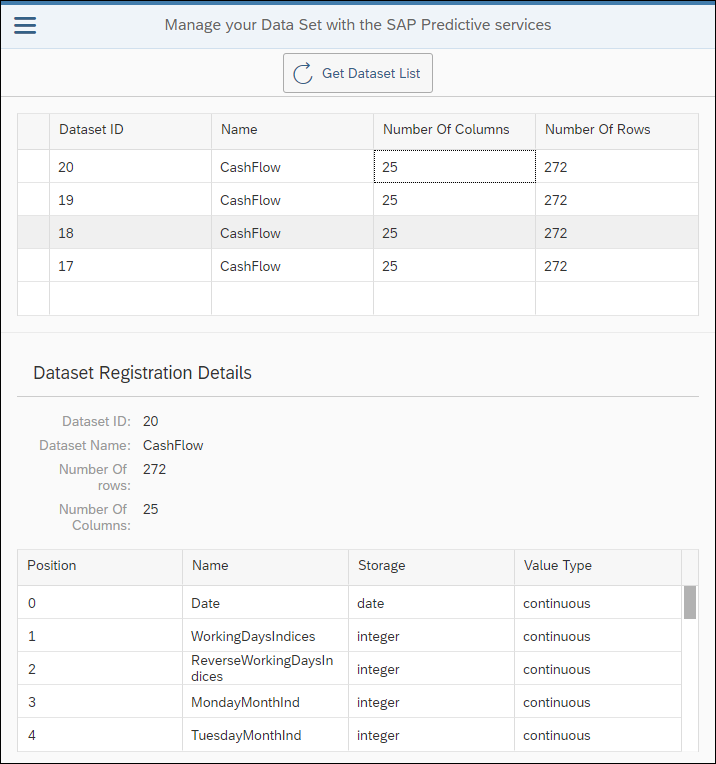 Manage your Data Set with the SAP Predictive services
Get Dataset List
Dataset ID Name Number Of Columns Number Of Rows
20 CashFlow 25 272
19 CashFlow 25 272
18 CashFlow 25 272
17 CashFlow 25 272
Dataset Registration Details
Dataset ID: 20
Dataset Name: CashFlow
Number Of 272
rows:
Number Of 25
Columns:
Position Name Storage Value Type
0 Date date continuous
1 WorkingDaysIndices integer continuous
ReverseWorkingDaysIn
2 integer continuous
dices
3 MondayMonthInd integer continuous
4 TuesdayMonthInd integer continuous